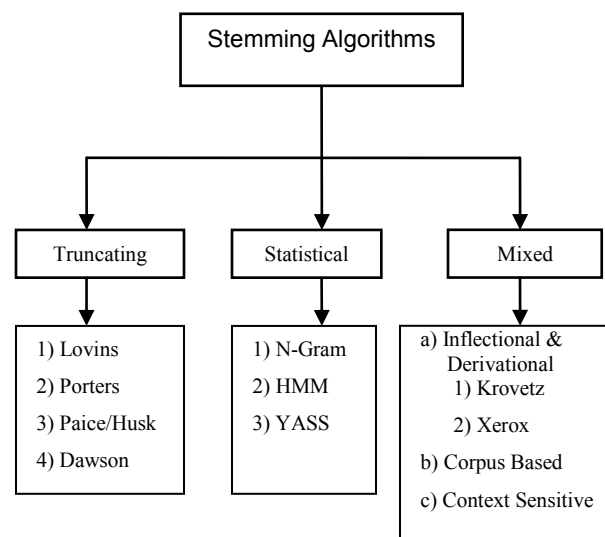 Stemming Algorithms
Truncating
Statistical
Mixed
1) Lovins
2) Porters
3) Paice/Husk
4) Dawson
1) N-Gram
2) HMM
3) YASS
a) Inflectional &
Derivational
1) Krovetz
2) Xerox
b) Corpus Based
c) Context Sensitive